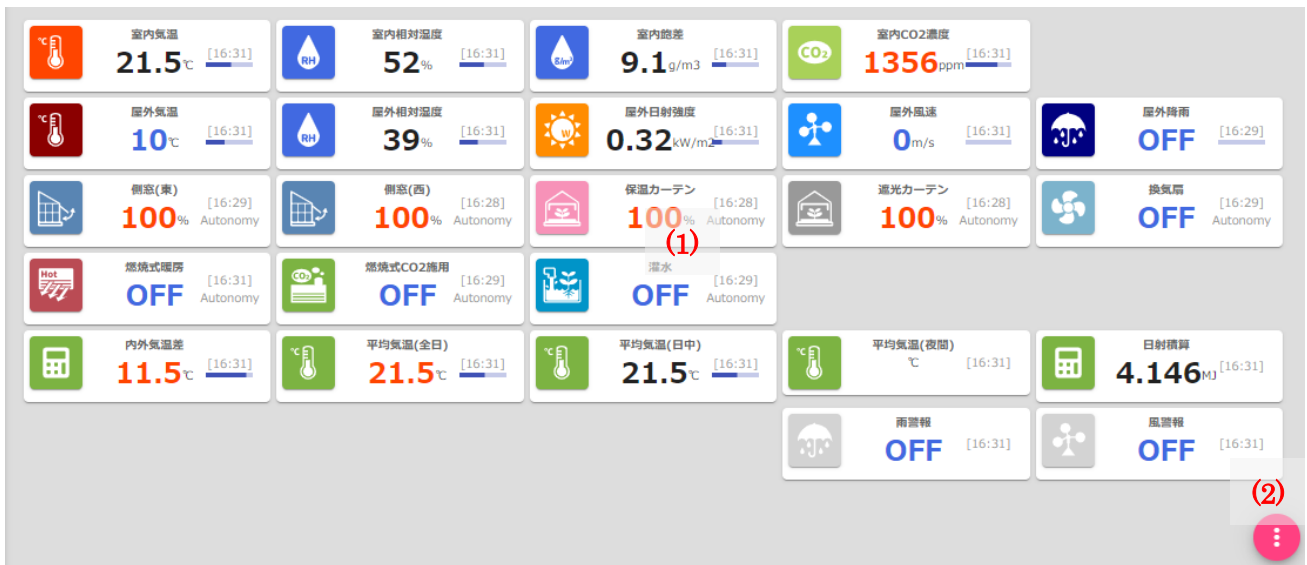 室内気温
℃ 21.5℃ [16:31]
室内相対湿度
RH 52% [16:31]
室内飽差
g/m³ 9.1g/m3 [16:31]
室内CO2濃度
CO₂ 1356ppm [16:31]
屋外気温
℃ 10℃ [16:31]
屋外相対湿度
RH 39% [16:31]
屋外日射強度
W 0.32kW/m2 [16:31]
屋外風速
0m/s [16:31]
屋外降雨
OFF [16:29]
側窓(東)
100% [16:29]
Autonomy
側窓(西)
100% [16:28]
Autonomy
保温カーテン
100% [16:28]
Autonomy
(1)
遮光カーテン
100% [16:28]
Autonomy
換気扇
OFF [16:29]
Autonomy
燃焼式暖房
Hot OFF [16:31]
Autonomy
燃焼式CO2施用
CO₂ OFF [16:29]
Autonomy
灌水
OFF [16:29]
Autonomy
内外気温差
11.5℃ [16:31]
平均気温(全日)
℃ 21.5℃ [16:31]
平均気温(日中)
℃ 21.5℃ [16:31]
平均気温(夜間)
℃ ℃ [16:31]
日射積算
4.146MJ [16:31]
雨警報
OFF [16:31]
風警報
OFF [16:31]
(2)